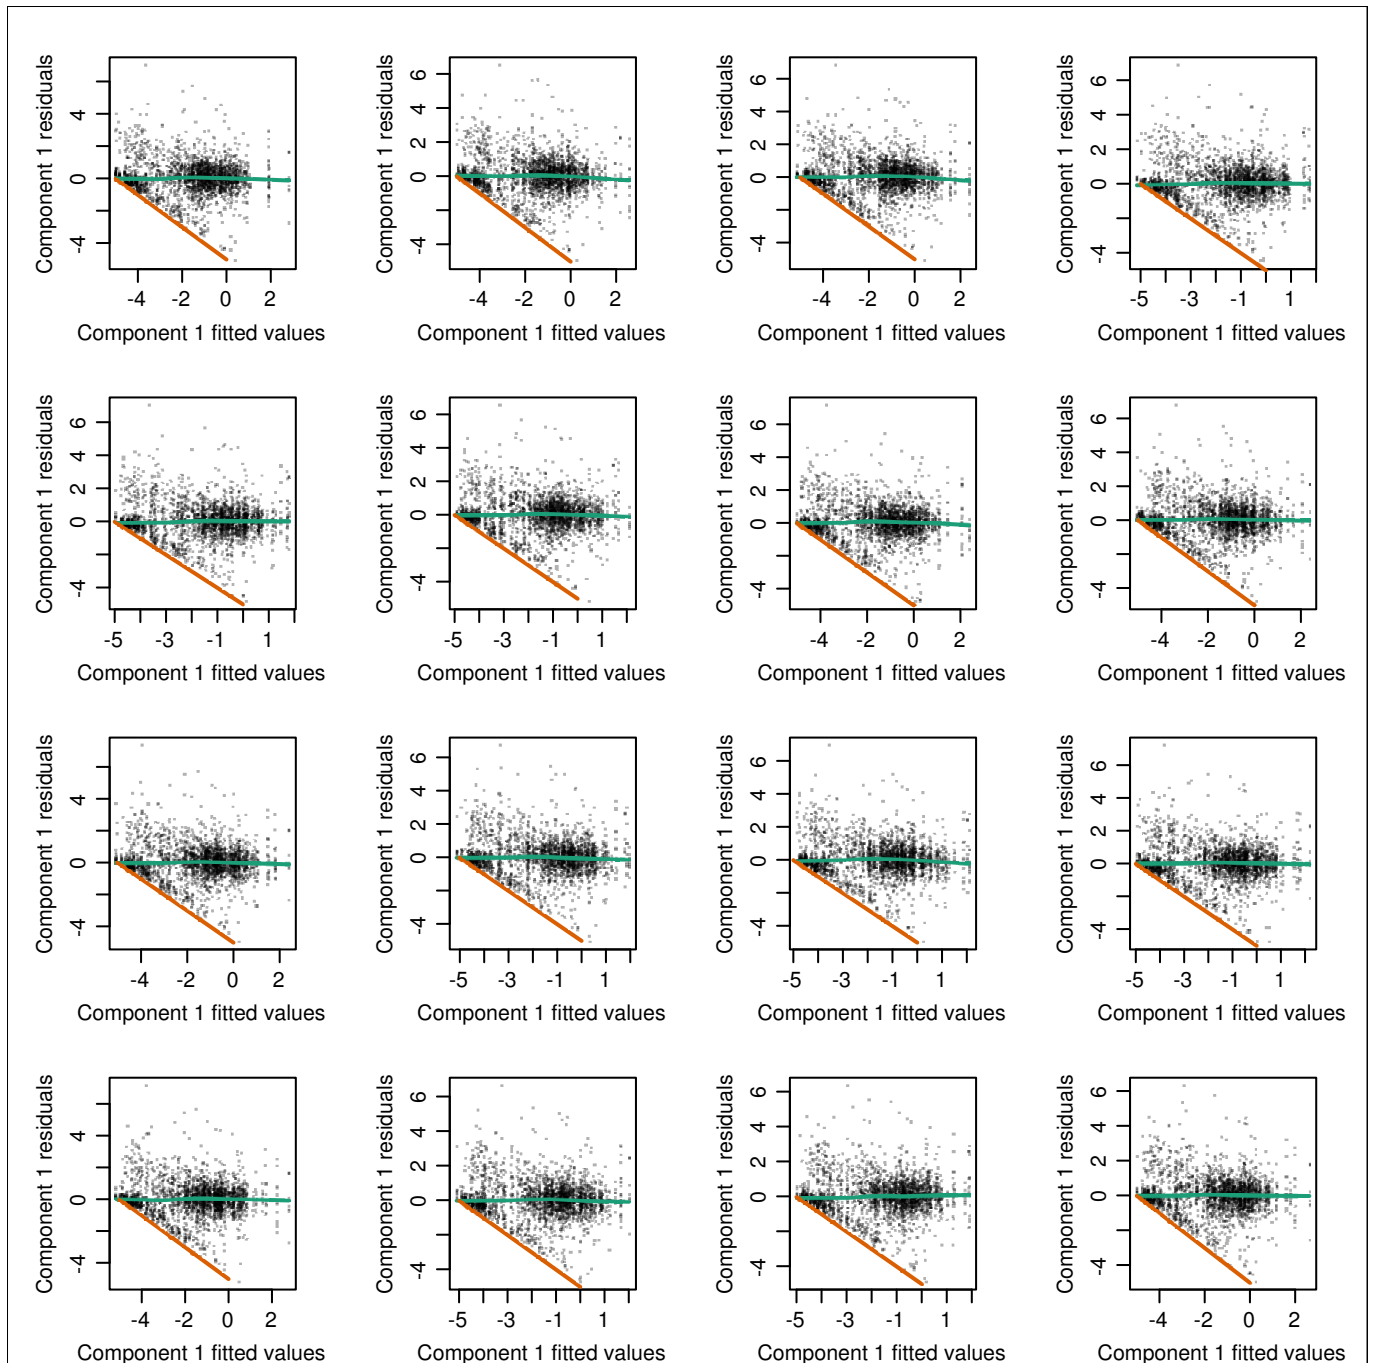 Component 1 residuals
4
0
-4
-4 -2 0 2
Component 1 fitted values
Component 1 residuals
6
4
2
0
-4
-4 -2 0 2
Component 1 fitted values
Component 1 residuals
6
4
2
0
-4
-4 -2 0 2
Component 1 fitted values
Component 1 residuals
6
4
2
0
-4
-5 -3 -1 1
Component 1 fitted values
Component 1 residuals
6
4
2
0
-4
-5 -3 -1 1
Component 1 fitted values
Component 1 residuals
6
4
2
0
-4
-5 -3 -1 1
Component 1 fitted values
Component 1 residuals
6
4
2
0
-4
-4 -2 0 2
Component 1 fitted values
Component 1 residuals
6
4
2
0
-4
-4 -2 0 2
Component 1 fitted values
Component 1 residuals
4
0
-4
-4 -2 0 2
Component 1 fitted values
Component 1 residuals
6
4
2
0
-4
-5 -3 -1 1
Component 1 fitted values
Component 1 residuals
6
4
2
0
-4
-5 -3 -1 1
Component 1 fitted values
Component 1 residuals
6
4
2
0
-4
-5 -3 -1 1
Component 1 fitted values
Component 1 residuals
4
0
-4
-4 -2 0 2
Component 1 fitted values
Component 1 residuals
6
4
2
0
-4
-5 -3 -1 1
Component 1 fitted values
Component 1 residuals
6
4
2
0
-4
-5 -3 -1 1
Component 1 fitted values
Component 1 residuals
6
4
2
0
-4
-4 -2 0 2
Component 1 fitted values